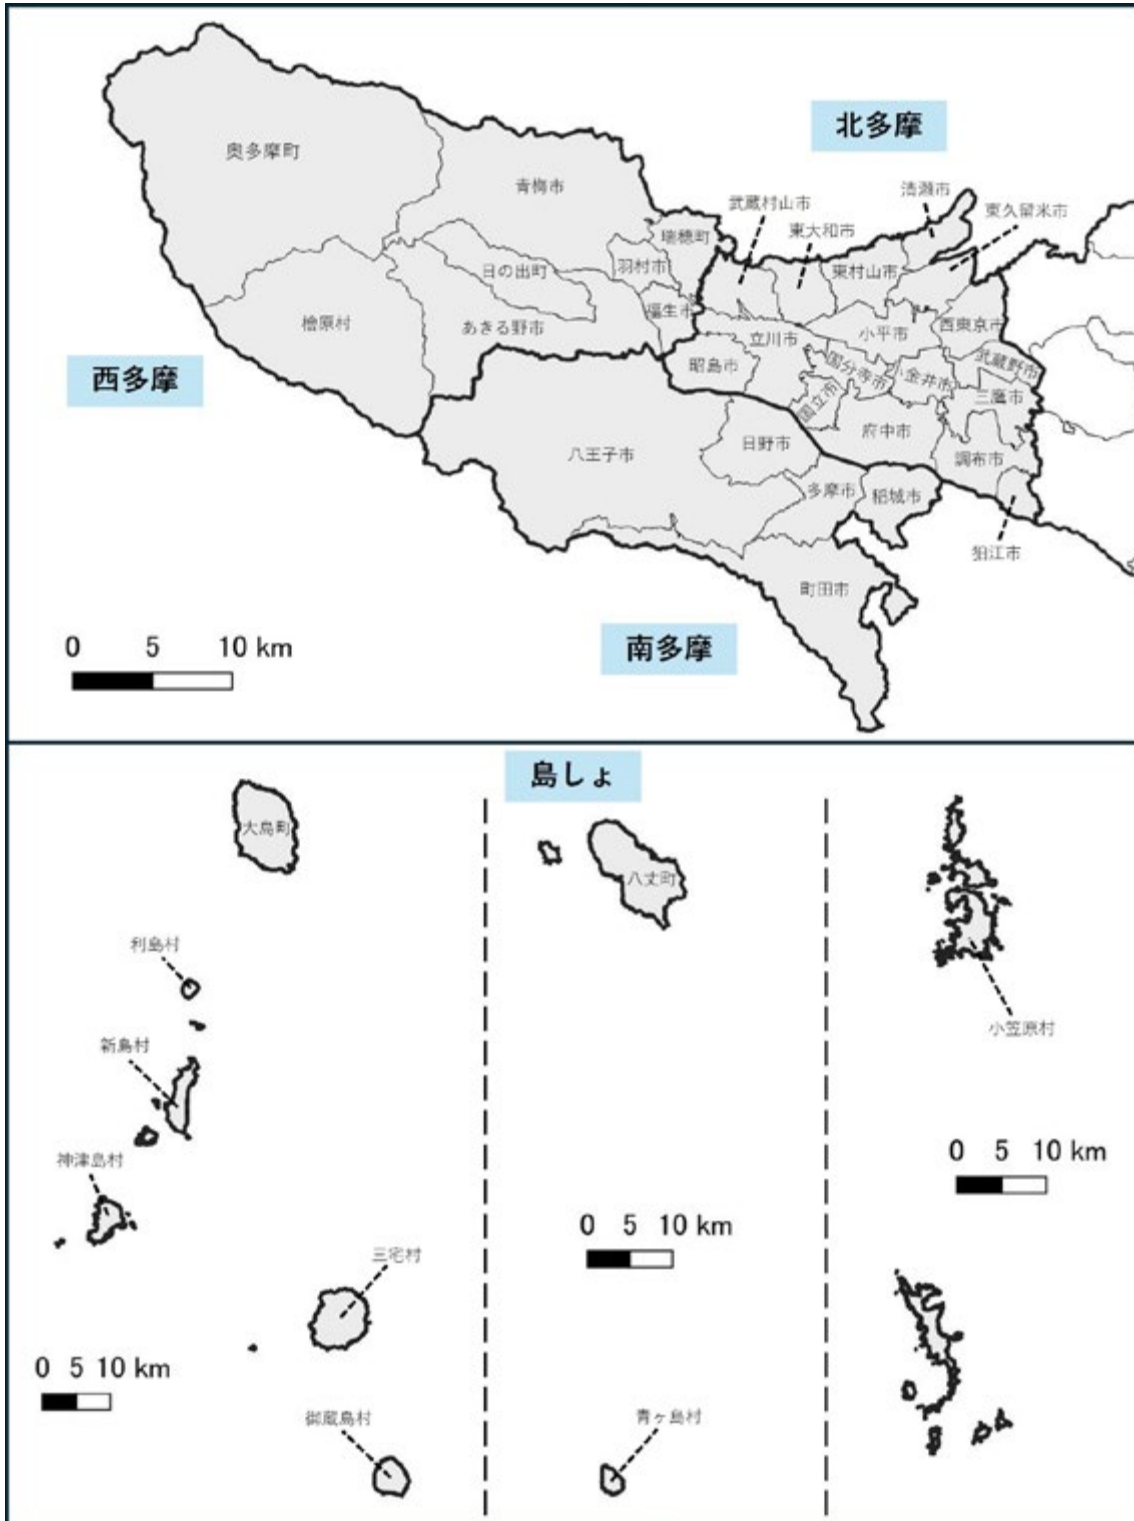 北多摩
奥多摩町
青梅市
清瀬市
武蔵村山市
東久留米市
東大和市
瑞穂町
羽村市
日の出町
東村山市
福生市
檜原村
あきる野市
立川市
小平市
西東京市
昭島市
国分寺市
小金井市
武蔵野市
西多摩
国立市
三鷹市
八王子市
日野市
府中市
調布市
多摩市
稲城市
狛江市
町田市
南多摩
0 5 10 km
島しょ
大島町
八丈町
利島村
小笠原村
新島村
神津島村
0 5 10 km
0 5 10 km
三宅村
0 5 10 km
御蔵島村
青ヶ島村